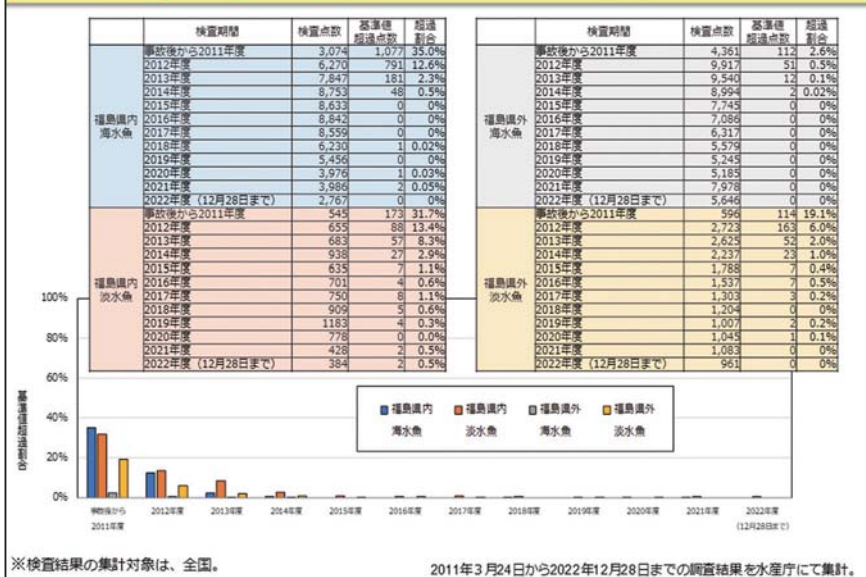 検査期間 検査点数 基準値超過点数 超過割合
福島県内海水魚
事故後から2011年度 3,074 1,077 35.0%
2012年度 6,270 791 12.6%
2013年度 7,847 181 2.3%
2014年度 8,753 48 0.5%
2015年度 8,633 0 0%
2016年度 8,842 0 0%
2017年度 8,559 0 0%
2018年度 6,230 1 0.02%
2019年度 5,456 0 0%
2020年度 3,976 1 0.03%
2021年度 3,986 2 0.05%
2022年度（12月28日まで） 2,767 0 0%
福島県内淡水魚
事故後から2011年度 545 173 31.7%
2012年度 655 88 13.4%
2013年度 683 57 8.3%
2014年度 938 27 2.9%
2015年度 635 7 1.1%
2016年度 701 4 0.6%
2017年度 750 8 1.1%
2018年度 909 5 0.6%
2019年度 1183 4 0.3%
2020年度 778 0 0.0%
2021年度 428 2 0.5%
2022年度（12月28日まで） 384 2 0.5%
検査期間 検査点数 基準値超過点数 超過割合
福島県外海水魚
事故後から2011年度 4,361 112 2.6%
2012年度 9,917 51 0.5%
2013年度 9,540 12 0.1%
2014年度 8,994 2 0.02%
2015年度 7,745 0 0%
2016年度 7,086 0 0%
2017年度 6,317 0 0%
2018年度 5,579 0 0%
2019年度 5,245 0 0%
2020年度 5,185 0 0%
2021年度 7,978 0 0%
2022年度（12月28日まで） 5,646 0 0%
福島県外淡水魚
事故後から2011年度 596 114 19.1%
2012年度 2,723 163 6.0%
2013年度 2,625 52 2.0%
2014年度 2,237 23 1.0%
2015年度 1,788 7 0.4%
2016年度 1,537 7 0.5%
2017年度 1,303 3 0.2%
2018年度 1,204 0 0%
2019年度 1,007 2 0.2%
2020年度 1,045 1 0.1%
2021年度 1,083 0 0%
2022年度（12月28日まで） 961 0 0%
100%
80%
60%
40%
20%
0%
基準値超過割合
福島県内海水魚
福島県内淡水魚
福島県外海水魚
福島県外淡水魚
事故後から2011年度
2012年度
2013年度
2014年度
2015年度
2016年度
2017年度
2018年度
2019年度
2020年度
2021年度
2022年度（12月28日まで）
※検査結果の集計対象は、全国。
2011年3月24日から2022年12月28日までの調査結果を水産庁にて集計。